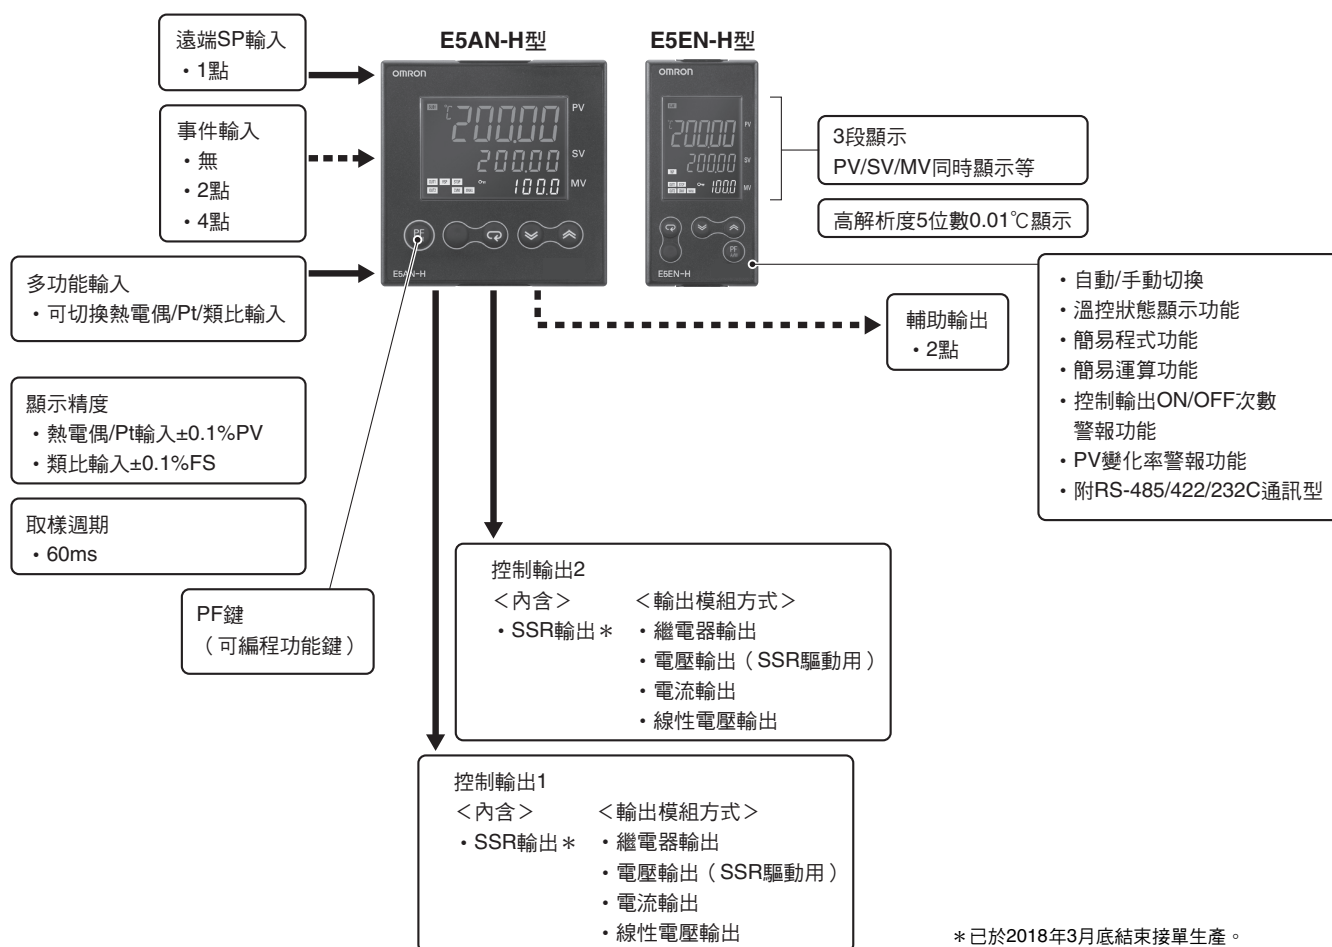 E5AN-H型
E5EN-H型
遠端SP輸入
・1點
事件輸入
・無
・2點
・4點
多功能輸入
・可切換熱電偶/Pt/類比輸入
顯示精度
・熱電偶/Pt輸入±0.1%PV
・類比輸入±0.1%FS
取樣週期
・60ms
PF鍵
（可編程功能鍵）
OMRON
℃
200.00
PV
200.00
SV
100.0
MV
PF
E5AN-H
OMRON
℃
200.00
PV
200.00
SV
100.0
MV
PF
E5EN-H
3段顯示
PV/SV/MV同時顯示等
高解析度5位數0.01℃顯示
・自動/手動切換
・溫控狀態顯示功能
・簡易程式功能
・簡易運算功能
・控制輸出ON/OFF次數
警報功能
・PV變化率警報功能
・附RS-485/422/232C通訊型
輔助輸出
・2點
控制輸出2
＜內含＞ ＜輸出模組方式＞
・SSR輸出＊ ・繼電器輸出
・電壓輸出（SSR驅動用）
・電流輸出
・線性電壓輸出
控制輸出1
＜內含＞ ＜輸出模組方式＞
・SSR輸出＊ ・繼電器輸出
・電壓輸出（SSR驅動用）
・電流輸出
・線性電壓輸出
＊已於2018年3月底結束接單生產。